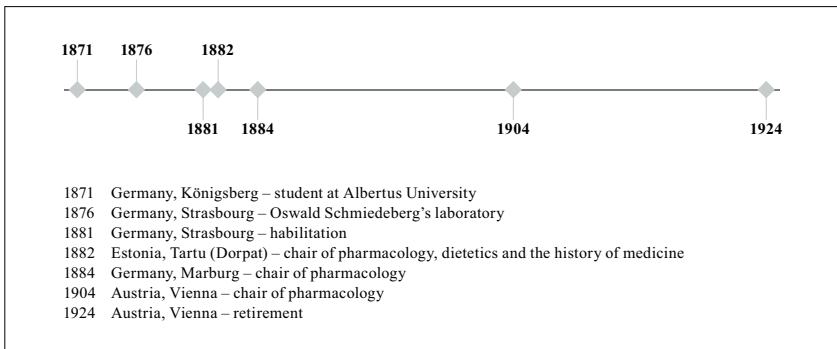 1871 1876 1882
1881 1884 1904 1924
1871 Germany, Königsberg – student at Albertus University
1876 Germany, Strasbourg – Oswald Schmiedeberg’s laboratory
1881 Germany, Strasbourg – habilitation
1882 Estonia, Tartu (Dorpat) – chair of pharmacology, dietetics and the history of medicine
1884 Germany, Marburg – chair of pharmacology
1904 Austria, Vienna – chair of pharmacology
1924 Austria, Vienna – retirement